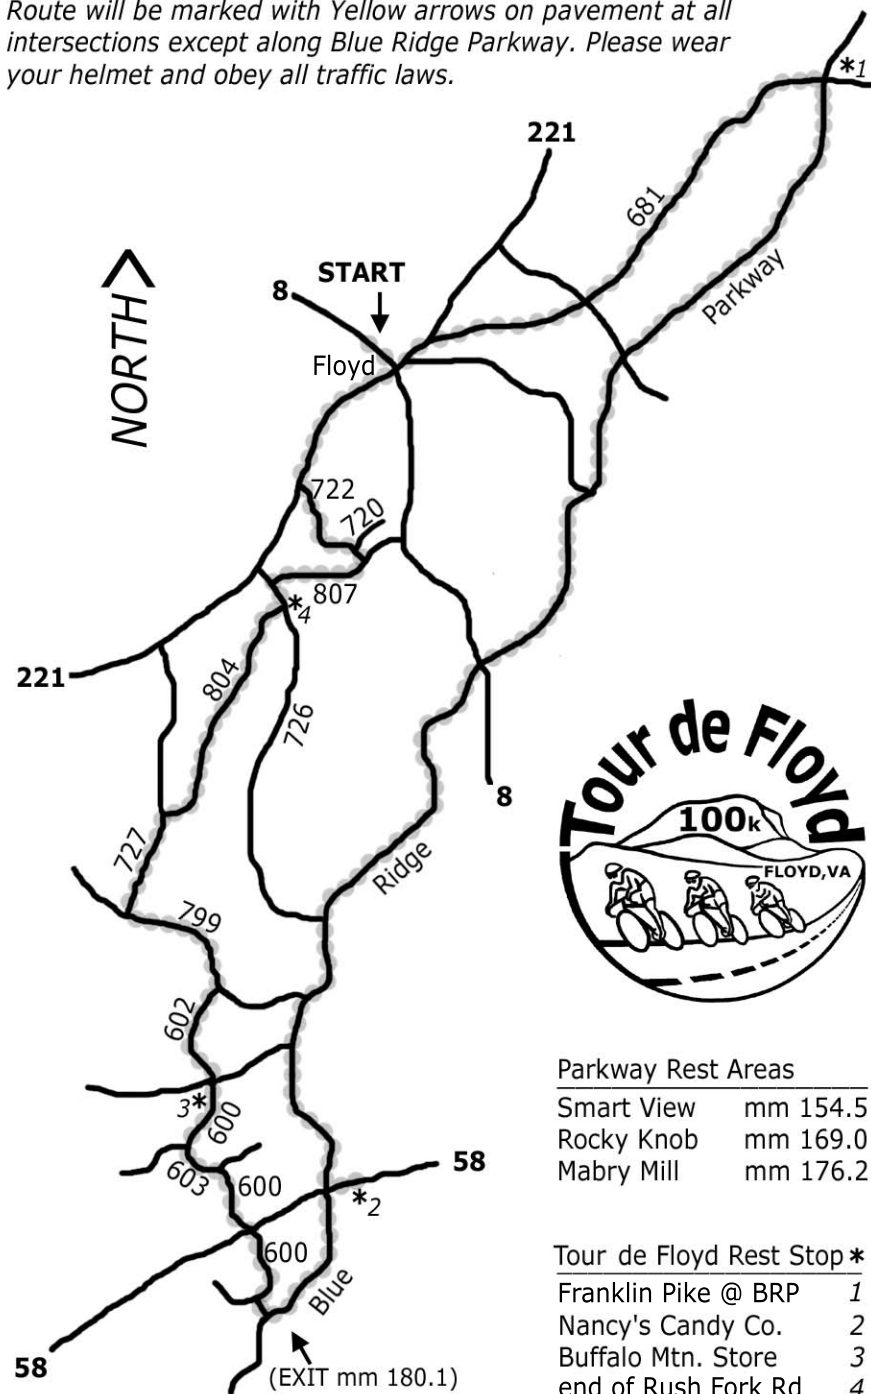 Route will be marked with Yellow arrows on pavement at all
intersections except along Blue Ridge Parkway. Please wear
your helmet and obey all traffic laws.
*1
221
681
Parkway
NORTH
START
8
Floyd
722
720
807
*4
221
804
726
8
727
Ridge
799
602
3*
600
603
600
58
*2
600
Blue
58
(EXIT mm 180.1)
Tour de Floyd
100k
FLOYD,VA
Parkway Rest Areas
Smart View mm 154.5
Rocky Knob mm 169.0
Mabry Mill mm 176.2
Tour de Floyd Rest Stop *
Franklin Pike @ BRP 1
Nancy's Candy Co. 2
Buffalo Mtn. Store 3
end of Rush Fork Rd 4